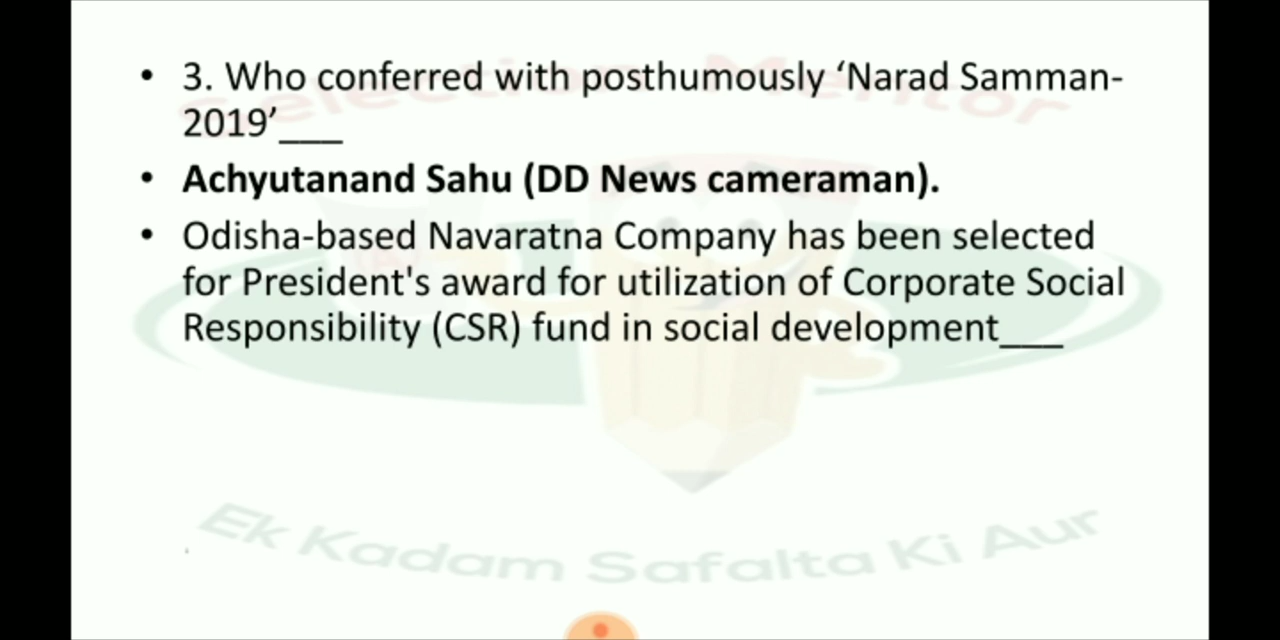 Selection Mentor
• 3. Who conferred with posthumously ‘Narad Samman-
2019’___
• Achyutanand Sahu (DD News cameraman).
• Odisha-based Navaratna Company has been selected
for President's award for utilization of Corporate Social
Responsibility (CSR) fund in social development___
Ek Kadam Safalta Ki Aur